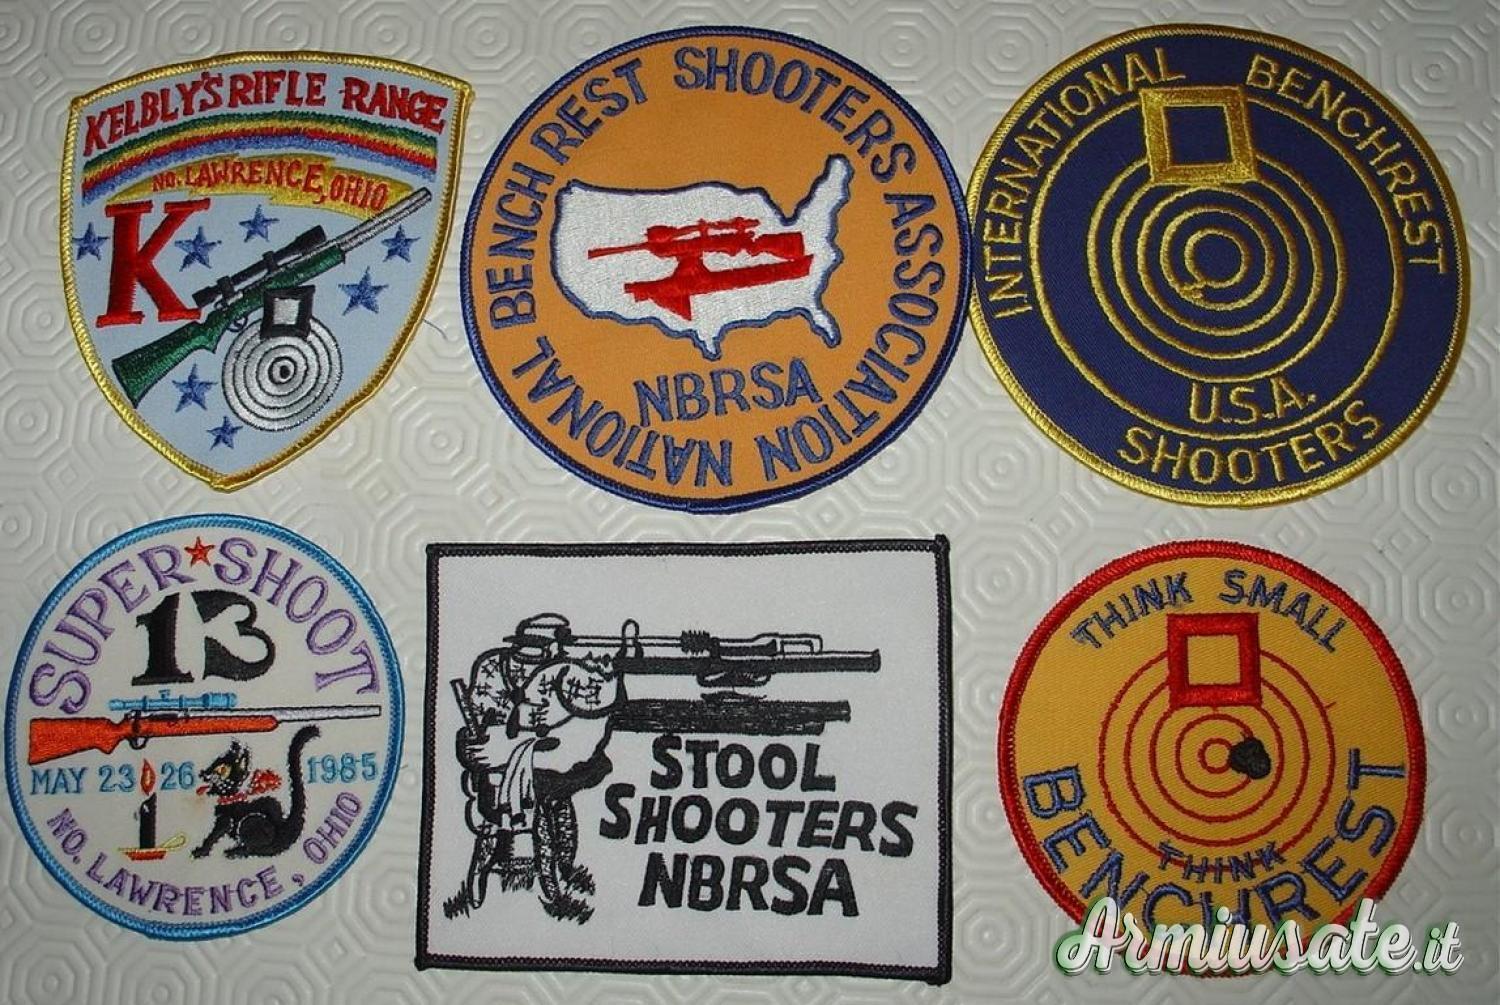 KELBLY'S RIFLE RANGE
NO. LAWRENCE, OHIO
K
NATIONAL BENCH REST SHOOTERS ASSOCIATION
NBRSA
INTERNATIONAL BENCHREST
U.S.A.
SHOOTERS
SUPER SHOOT
13
MAY 23 26 1985
NO. LAWRENCE, OHIO
STOOL
SHOOTERS
NBRSA
THINK SMALL
THINK
BENCHREST
Armiusate.it